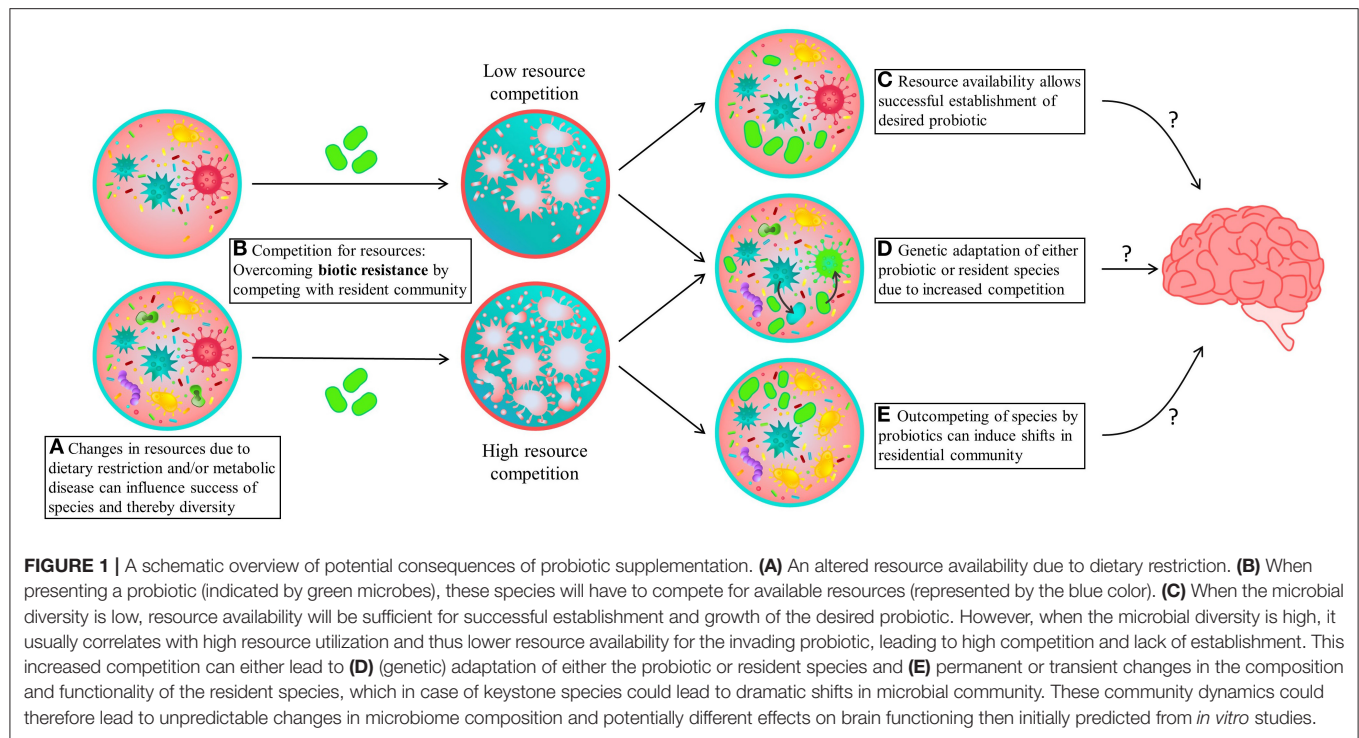 Low resource
competition
C Resource availability allows
successful establishment of
desired probiotic
?
B Competition for resources:
Overcoming biotic resistance by
competing with resident community
D Genetic adaptation of either
probiotic or resident species
due to increased competition
?
A Changes in resources due to
dietary restriction and/or metabolic
disease can influence success of
species and thereby diversity
High resource
competition
E Outcompeting of species by
probiotics can induce shifts in
residential community
?
FIGURE 1 | A schematic overview of potential consequences of probiotic supplementation. (A) An altered resource availability due to dietary restriction. (B) When
presenting a probiotic (indicated by green microbes), these species will have to compete for available resources (represented by the blue color). (C) When the microbial
diversity is low, resource availability will be sufficient for successful establishment and growth of the desired probiotic. However, when the microbial diversity is high, it
usually correlates with high resource utilization and thus lower resource availability for the invading probiotic, leading to high competition and lack of establishment. This
increased competition can either lead to (D) (genetic) adaptation of either the probiotic or resident species and (E) permanent or transient changes in the composition
and functionality of the resident species, which in case of keystone species could lead to dramatic shifts in microbial community. These community dynamics could
therefore lead to unpredictable changes in microbiome composition and potentially different effects on brain functioning then initially predicted from in vitro studies.